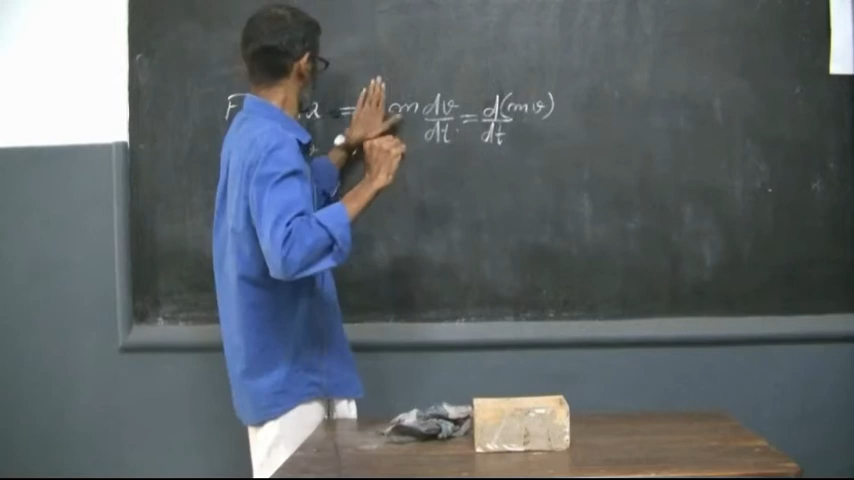 F = m dv/dt = d(mv)/dt